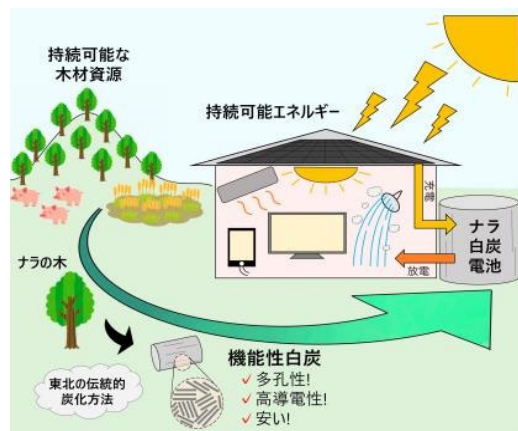 持続可能な
木材資源
持続可能エネルギー
充電
ナラ
白炭
電池
放電
ナラの木
東北の伝統的
炭化方法
機能性白炭
✓ 多孔性!
✓ 高導電性!
✓ 安い!